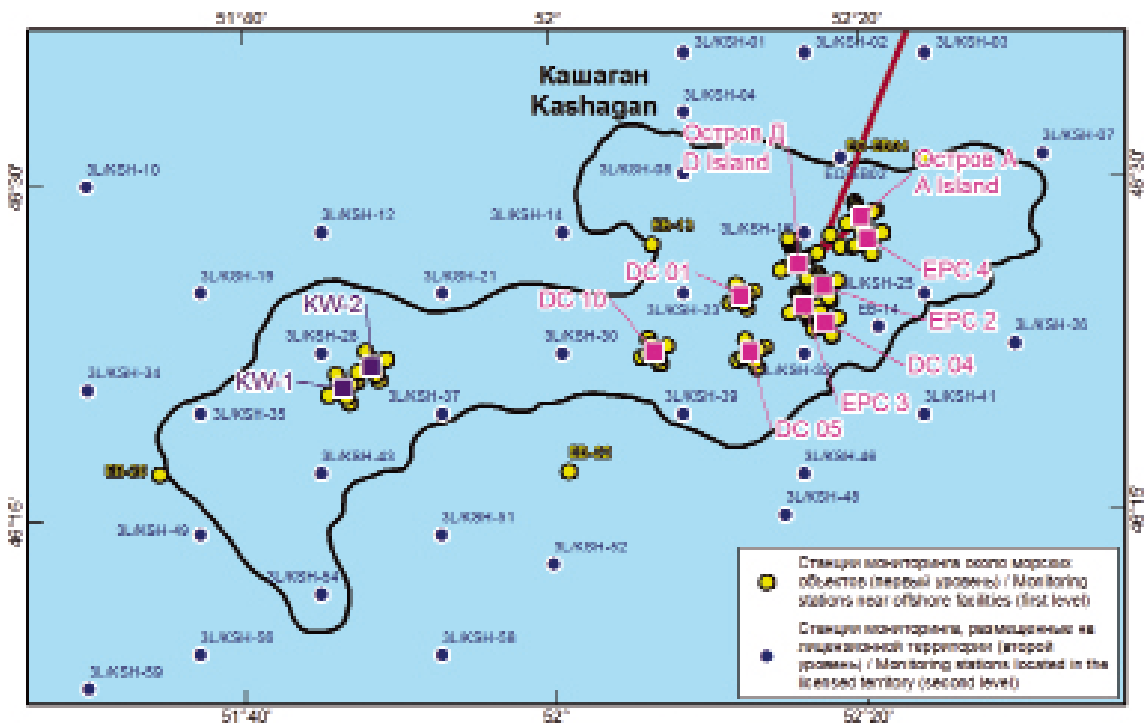 51°40'
52°
52°20'
3L/KSH-01
3L/KSH-02
3L/KSH-03
Кашаган
Kashagan
3L/KSH-04
Остров Д
D Island
3L/KSH-07
Остров А
A Island
3L/KSH-10
3L/KSH-12
3L/KSH-14
3L/KSH-19
3L/KSH-21
DC 01
EPC 4
KW-2
DC 10
EPC 2
EB-14
3L/KSH-30
DC 04
KW-1
3L/KSH-34
3L/KSH-35
3L/KSH-37
3L/KSH-39
EPC 3
3L/KSH-41
DC 05
3L/KSH-43
3L/KSH-49
3L/KSH-51
3L/KSH-52
3L/KSH-54
3L/KSH-56
3L/KSH-58
3L/KSH-59
Станции мониторинга около морских
объектов (первый уровень) / Monitoring
stations near offshore facilities (first level)
Станции мониторинга, размещенные на
лицензионной территории (второй
уровень) / Monitoring stations located in the
licensed territory (second level)
51°40'
52°
52°20'